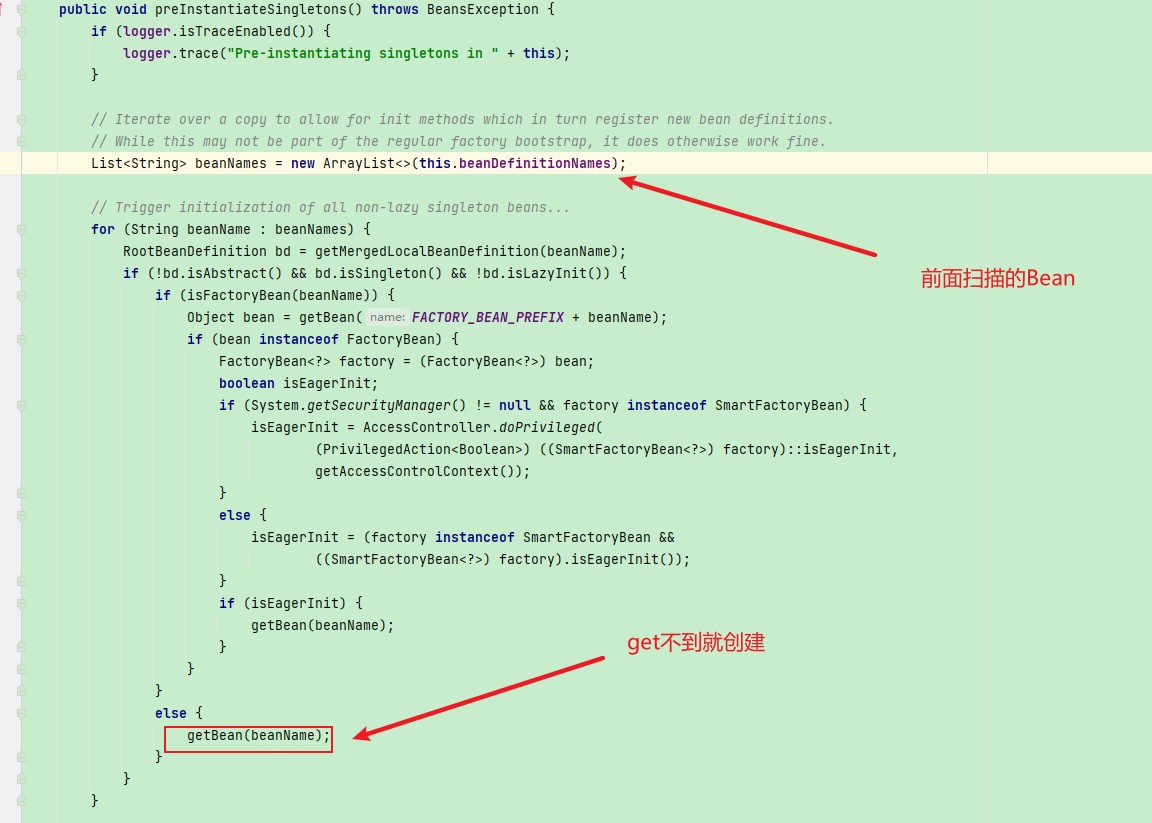 public void preInstantiateSingletons() throws BeansException {
if (logger.isTraceEnabled()) {
logger.trace("Pre-instantiating singletons in " + this);
}
// Iterate over a copy to allow for init methods which in turn register new bean definitions.
// While this may not be part of the regular factory bootstrap, it does otherwise work fine.
List<String> beanNames = new ArrayList<>(this.beanDefinitionNames);
// Trigger initialization of all non-lazy singleton beans...
for (String beanName : beanNames) {
RootBeanDefinition bd = getMergedLocalBeanDefinition(beanName);
if (!bd.isAbstract() && bd.isSingleton() && !bd.isLazyInit()) {
前面扫描的Bean
if (isFactoryBean(beanName)) {
Object bean = getBean( name: FACTORY_BEAN_PREFIX + beanName);
if (bean instanceof FactoryBean) {
FactoryBean<?> factory = (FactoryBean<?>) bean;
boolean isEagerInit;
if (System.getSecurityManager() != null && factory instanceof SmartFactoryBean) {
isEagerInit = AccessController.doPrivileged(
(PrivilegedAction<Boolean>) ((SmartFactoryBean<?>) factory)::isEagerInit,
getAccessControlContext());
}
else {
isEagerInit = (factory instanceof SmartFactoryBean &&
((SmartFactoryBean<?>) factory).isEagerInit());
}
if (isEagerInit) {
getBean(beanName);
get不到就创建
}
}
}
else {
getBean(beanName);
}
}
}